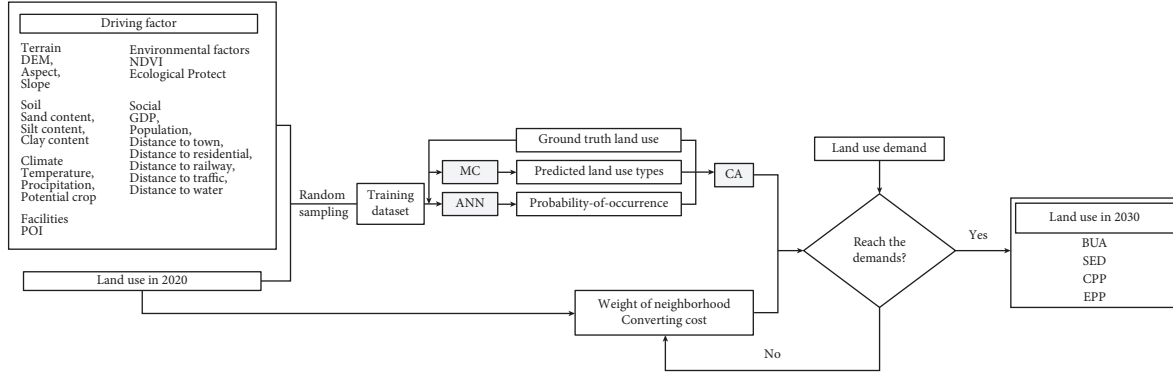 Driving factor
Terrain
DEM,
Aspect,
Slope
Soil
Sand content,
Silt content,
Clay content
Climate
Temperature,
Procipitation,
Potential crop
Facilities
POI
Environmental factors
NDVI
Ecological Protect
Social
GDP,
Population,
Distance to town,
Distance to residential,
Distance to railway,
Distance to traffic,
Distance to water
Land use in 2020
Random
sampling
Training
dataset
Ground truth land use
MC
Predicted land use types
ANN
Probability-of-occurrence
CA
Weight of neighborhood
Converting cost
Land use demand
Reach the
demands?
Yes
No
Land use in 2030
BUA
SED
CPP
EPP